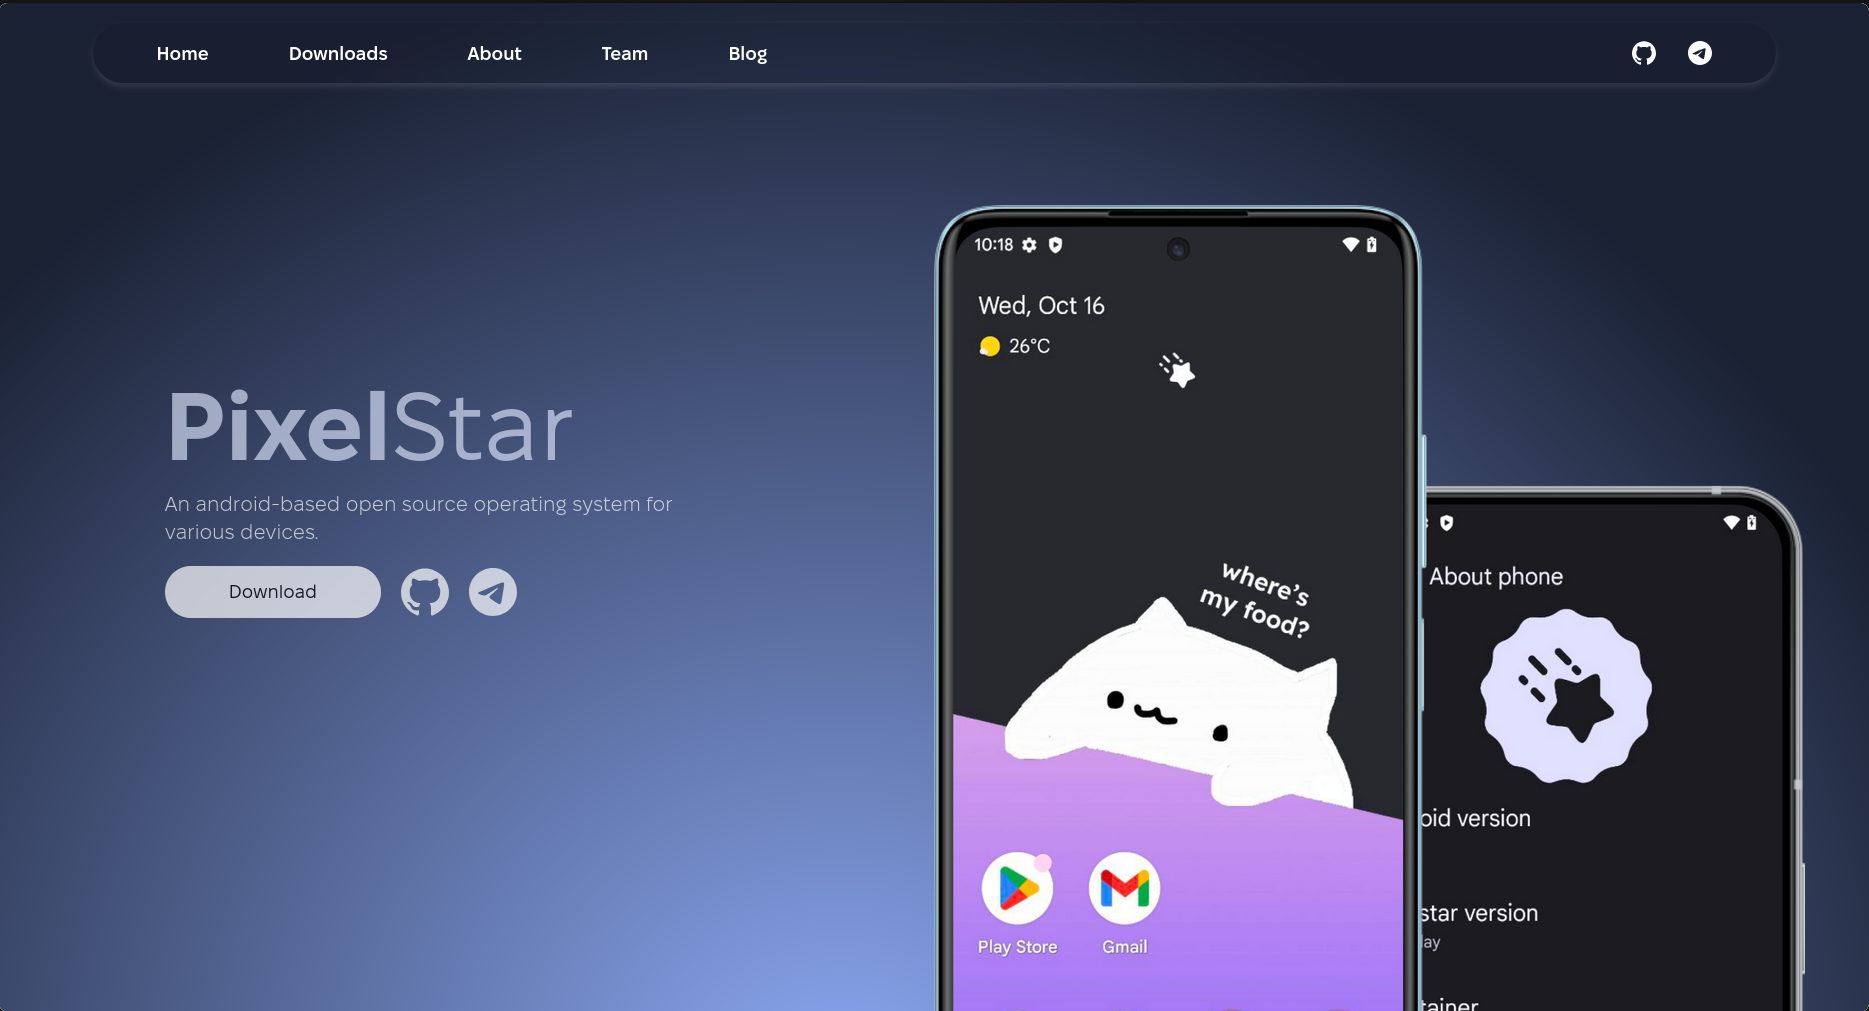 Home Downloads About Team Blog
PixelStar
An android-based open source operating system for
various devices.
Download
10:18
Wed, Oct 16
26°C
where's
my food?
Play Store Gmail
About phone
oid version
star version
lay
tainer